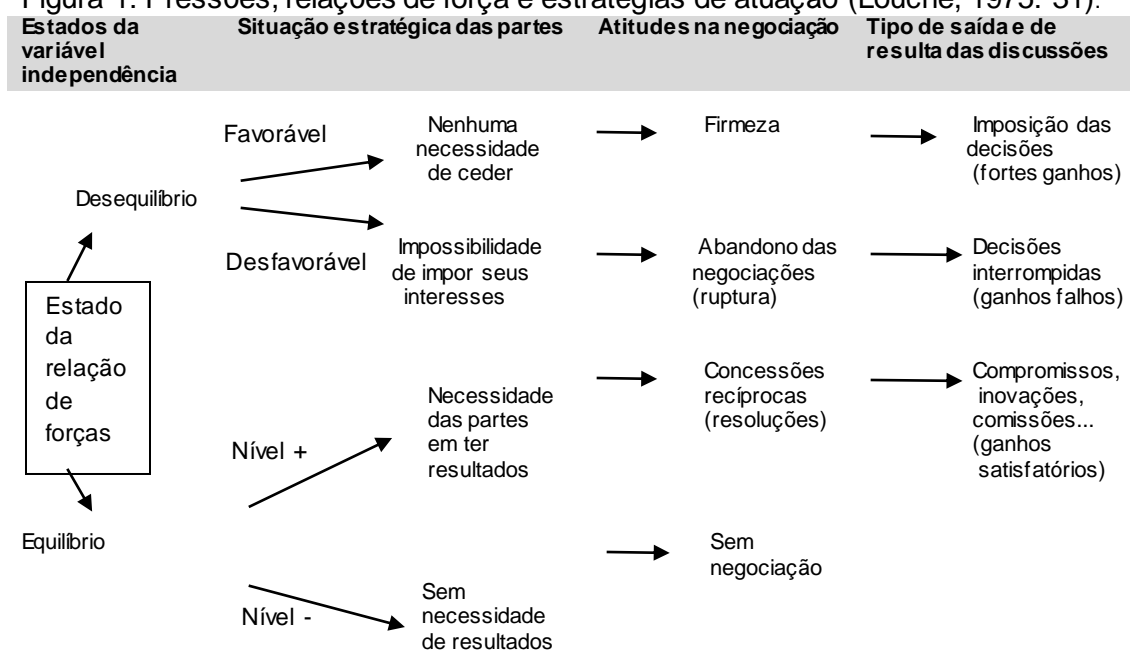 Figura 1: Pressões, relações de força e estratégias de atuação (Louche, 1975: 31).
Estados da
variável
independência
Situação estratégica das partes
Atitudes na negociação
Tipo de saída e de
resulta das discussões
Favorável
Nenhuma
necessidade
de ceder
Firmeza
Imposição das
decisões
(fortes ganhos)
Desequilíbrio
Desfavorável
Impossibilidade
de impor seus
interesses
Abandono das
negociações
(ruptura)
Decisões
interrompidas
(ganhos falhos)
Estado
da
relação
de
forças
Nível +
Necessidade
das partes
em ter
resultados
Concessões
recíprocas
(resoluções)
Compromissos,
inovações,
comissões...
(ganhos
satisfatórios)
Equilíbrio
Nível -
Sem
necessidade
de resultados
Sem
negociação